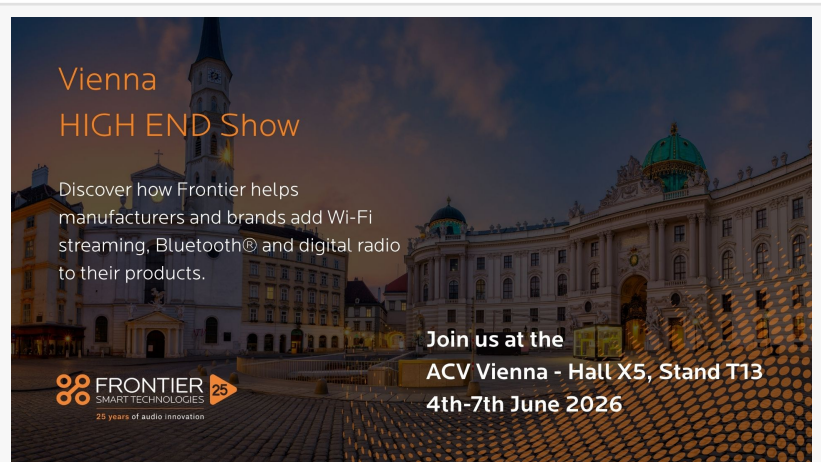 Vienna
HIGH END Show
Discover how Frontier helps
manufacturers and brands add Wi-Fi
streaming, Bluetooth® and digital radio
to their products.
Join us at the
ACV Vienna - Hall X5, Stand T13
4th-7th June 2026
FRONTIER 25
SMART TECHNOLOGIES
25 years of audio innovation